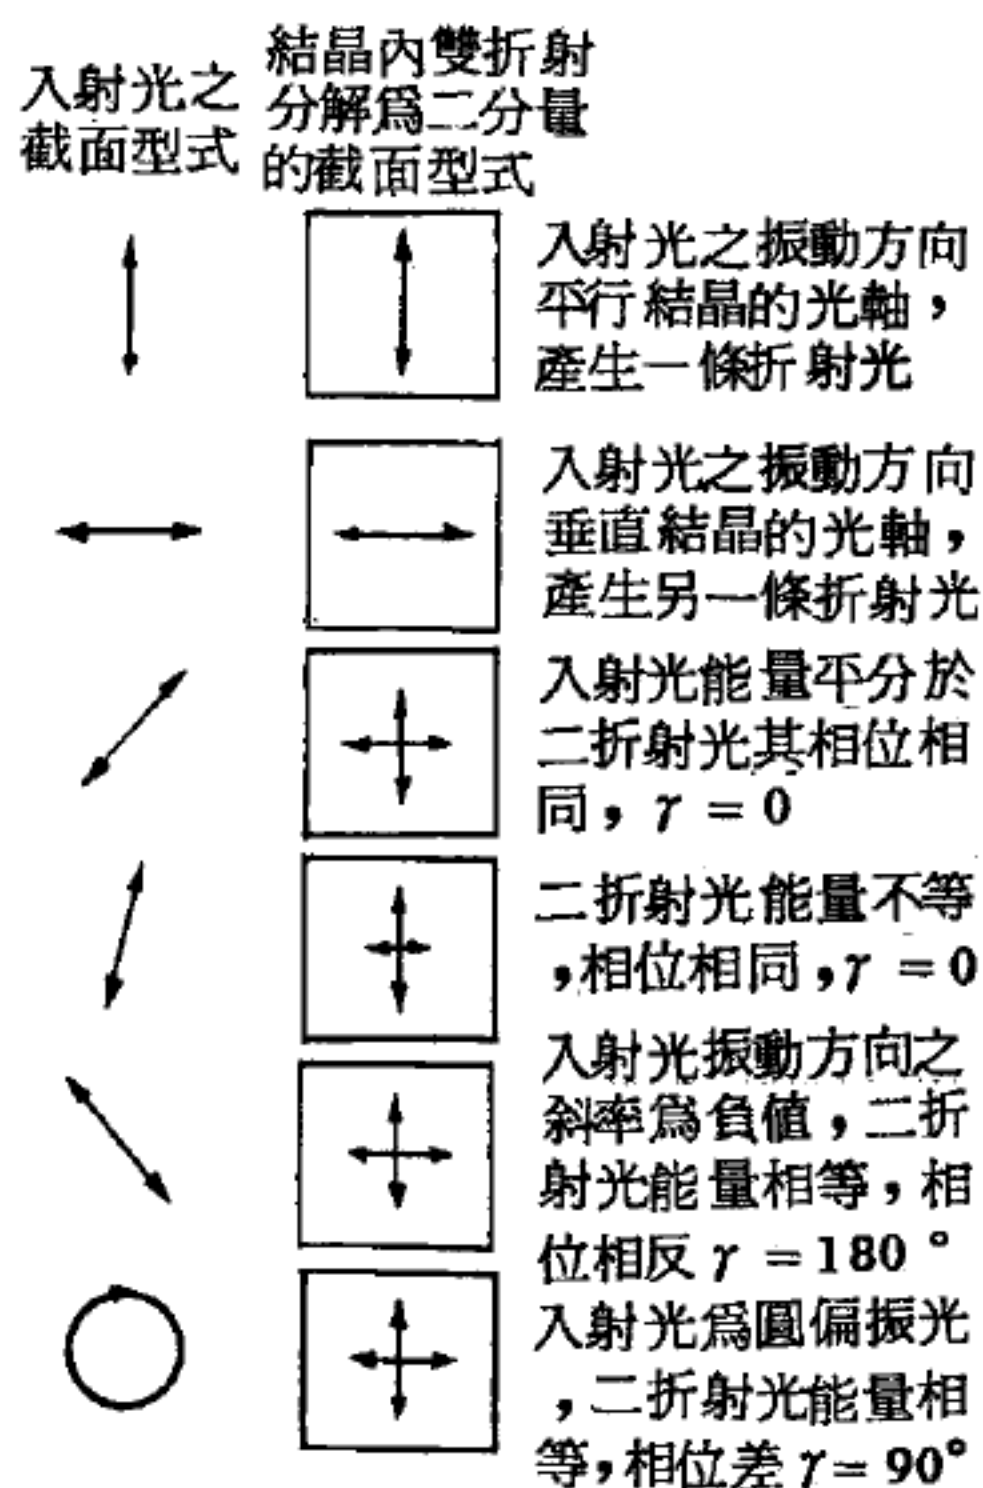 入射光之
截面型式
結晶內雙折射
分解爲二分量
的截面型式
入射光之振動方向
平行結晶的光軸，
產生一條折射光
入射光之振動方向
垂直結晶的光軸，
產生另一條折射光
入射光能量平分於
二折射光其相位相
同，γ = 0
二折射光能量不等
，相位相同，γ = 0
入射光振動方向之
斜率爲負值，二折
射光能量相等，相
位相反 γ = 180°
入射光爲圓偏振光
，二折射光能量相
等，相位差 γ = 90°